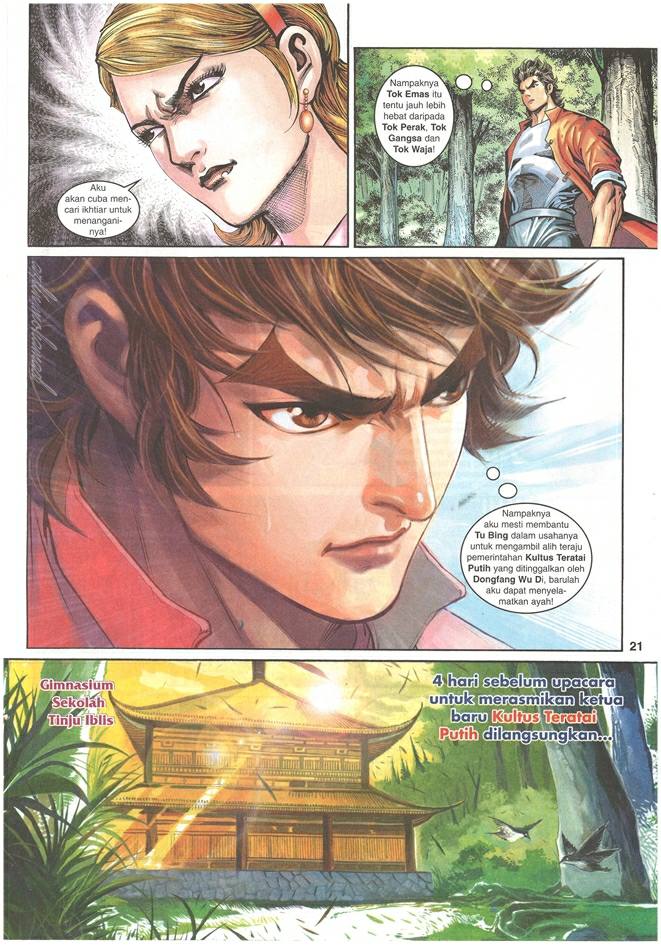 Aku
akan cuba men-
cari ikhtiar untuk
menangani-
nya!
Nampaknya
Tok Emas itu
tentu jauh lebih
hebat daripada
Tok Perak, Tok
Gangsa dan
Tok Waja!
Nampaknya
aku mesti membantu
Tu Bing dalam usahanya
untuk mengambil alih teraju
pemerintahan Kultus Teratai
Putih yang ditinggalkan oleh
Dongfang Wu Di, barulah
aku dapat menyela-
matkan ayah!
21
Gimnasium
Sekolah
Tinju Iblis
4 hari sebelum upacara
untuk merasmikan ketua
baru Kultus Teratai
Putih dilangsungkan...